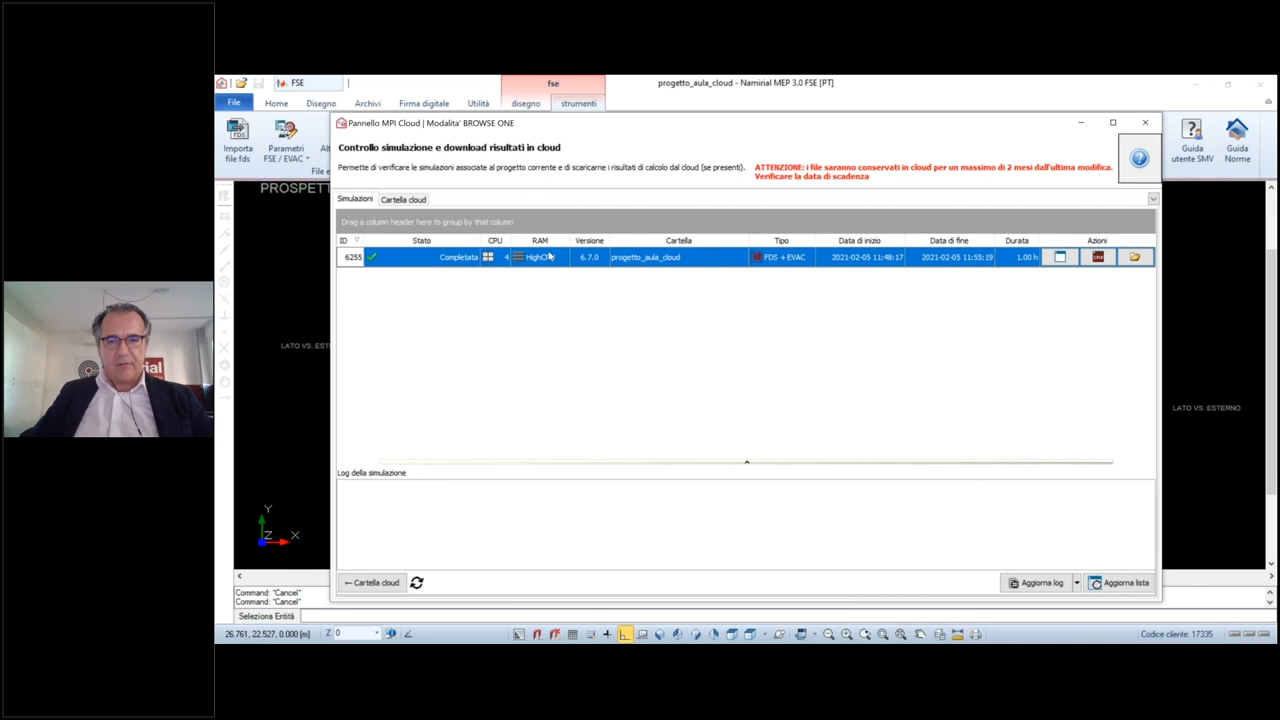 FSE
fse
progetto_aula_cloud - Namirial MEP 3.0 FSE [PT]
File
Home
Disegno
Archivi
Firma digitale
Utilità
disegno
strumenti
Importa
file fds
Parametri
FSE / EVAC
File e
Pannello MPI Cloud | Modalita' BROWSE ONE
Controllo simulazione e download risultati in cloud
Permette di verificare le simulazioni associate al progetto corrente e di scaricarne i risultati di calcolo dal cloud (se presenti).
ATTENZIONE: i file saranno conservati in cloud per un massimo di 2 mesi dall'ultima modifica.
Verificare la data di scadenza
Guida
utente SMV
Guida
Norme
PROSPETT
Simulazioni
Cartella cloud
Drag a column header here to group by that column
ID Stato CPU RAM Versione Cartella Tipo Data di inizio Data di fine Durata Azioni
6255 Completata 4 6.7.0 progetto_aula_cloud FDS + EVAC 2021-02-05 11:48:17 2021-02-05 11:55:19 1.00 h STOP
LATO VS. EST
LATO VS. ESTERNO
rial
Log della simulazione
Y
Z
X
← Cartella cloud
Aggiorna log
Aggiorna lista
Command: "Cancel"
Command: "Cancel"
Seleziona Entità
26.761, 22.527, 0.000 [m]
Z 0
Codice cliente: 17335